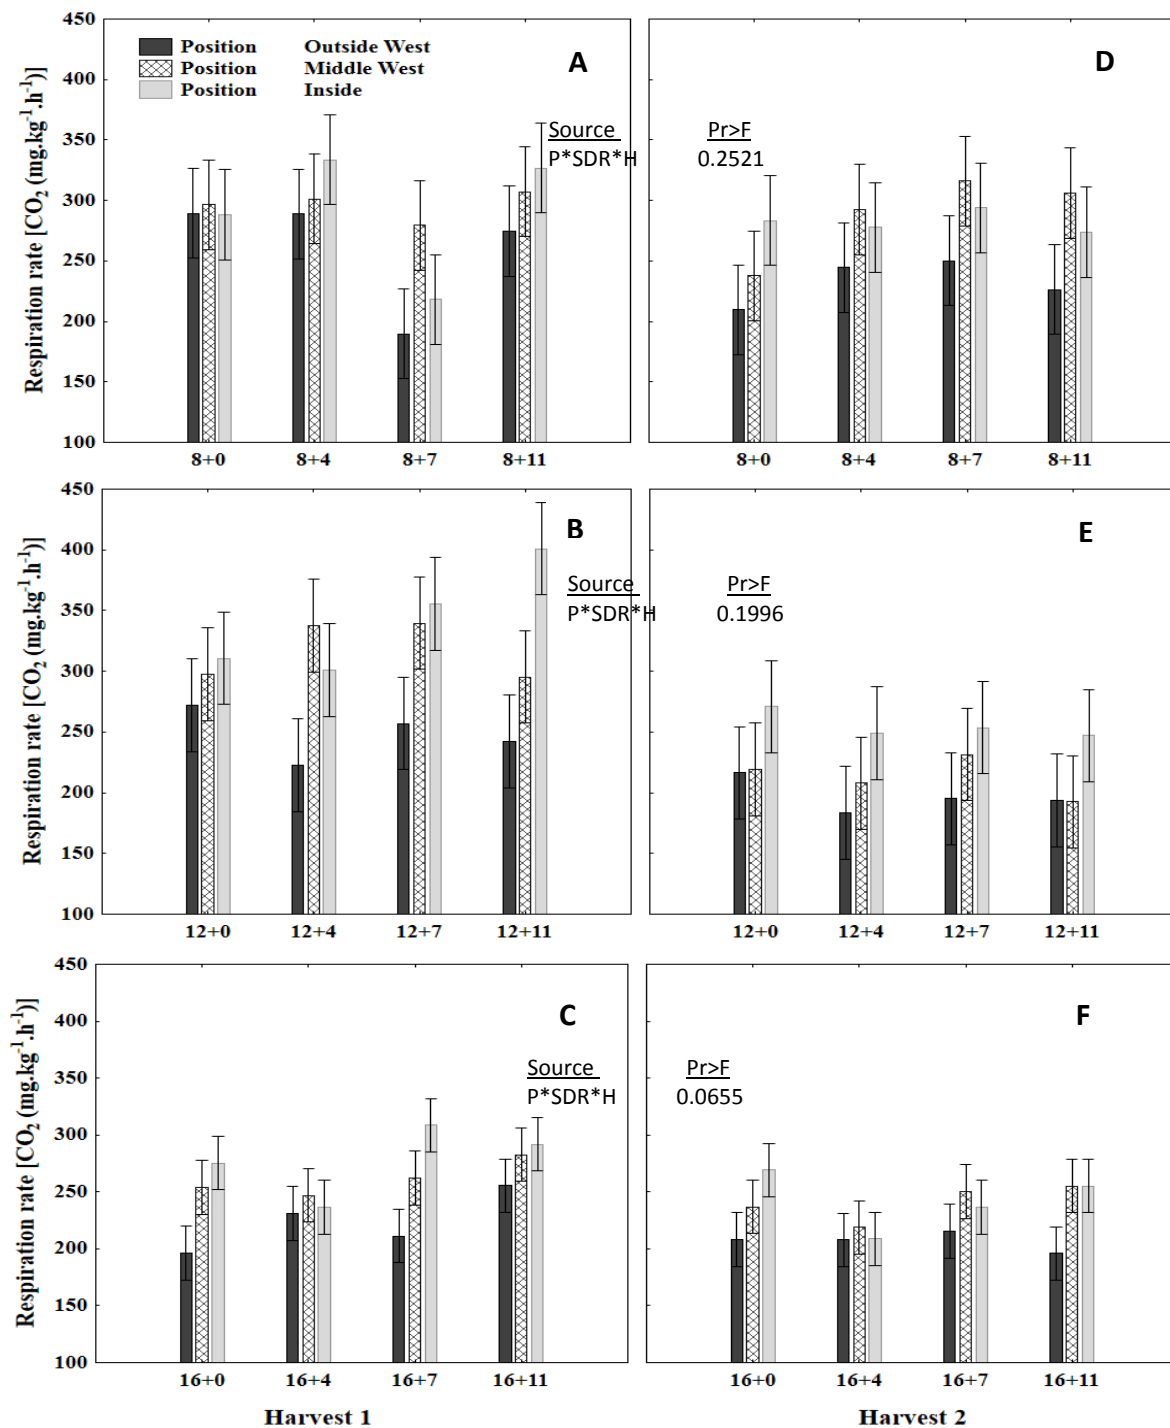 Position Outside West
Position Middle West
Position Inside
A
D
Source Pr>F
P*SDR*H 0.2521
Respiration rate [CO₂ (mg.kg⁻¹.h⁻¹)]
450
400
350
300
250
200
150
100
8+0 8+4 8+7 8+11
8+0 8+4 8+7 8+11
B
E
Source Pr>F
P*SDR*H 0.1996
Respiration rate [CO₂ (mg.kg⁻¹.h⁻¹)]
450
400
350
300
250
200
150
100
12+0 12+4 12+7 12+11
12+0 12+4 12+7 12+11
C
F
Source Pr>F
P*SDR*H 0.0655
Respiration rate [CO₂ (mg.kg⁻¹.h⁻¹)]
450
400
350
300
250
200
150
100
16+0 16+4 16+7 16+11
16+0 16+4 16+7 16+11
Harvest 1
Harvest 2